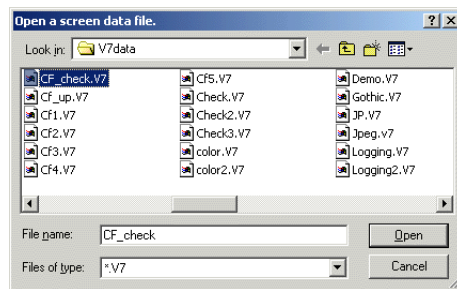 Open a screen data file.
Look in: V7data
CF_check.V7 Cf5.V7 Demo.V7
Cf_up.V7 Check.V7 Gothic.V7
Cf1.V7 Check2.V7 JP.V7
Cf2.V7 Check3.V7 Jpeg.v7
Cf3.V7 color.V7 Logging.V7
Cf4.V7 color2.V7 Logging2.V7
File name: CF_check Open
Files of type: *.V7 Cancel